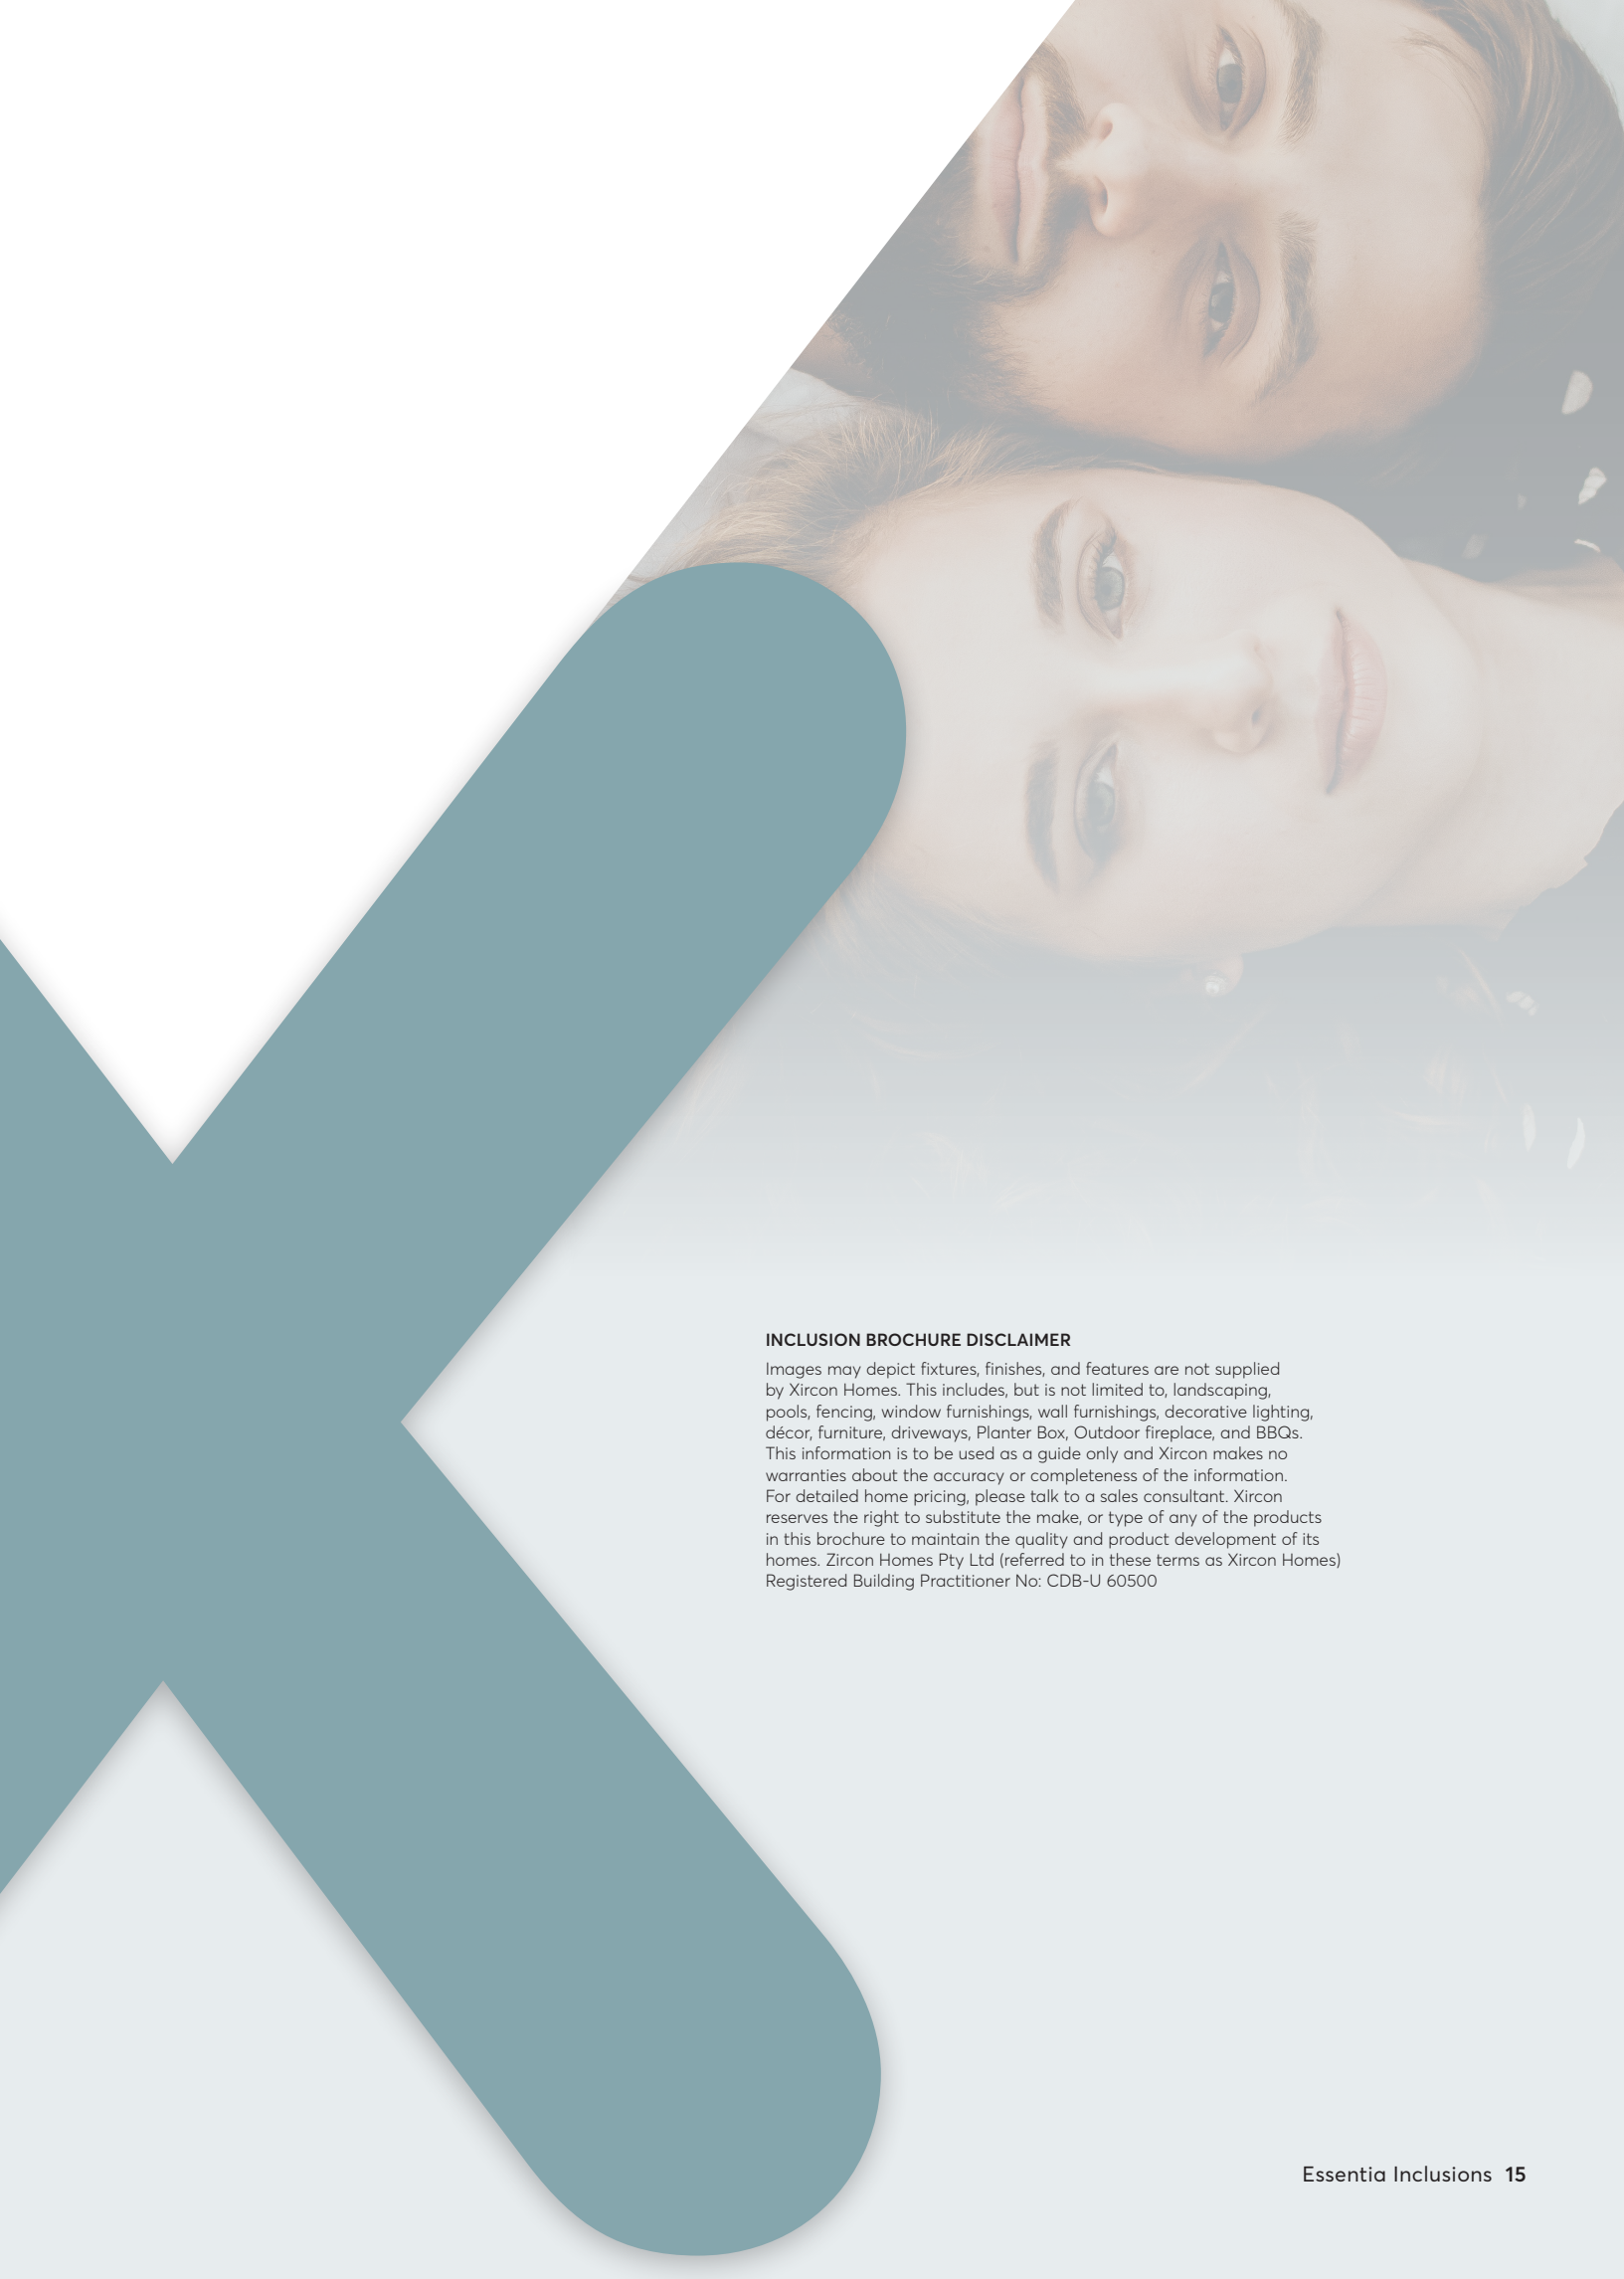 INCLUSION BROCHURE DISCLAIMER
Images may depict fixtures, finishes, and features are not supplied
by Xircon Homes. This includes, but is not limited to, landscaping,
pools, fencing, window furnishings, wall furnishings, decorative lighting,
décor, furniture, driveways, Planter Box, Outdoor fireplace, and BBQs.
This information is to be used as a guide only and Xircon makes no
warranties about the accuracy or completeness of the information.
For detailed home pricing, please talk to a sales consultant. Xircon
reserves the right to substitute the make, or type of any of the products
in this brochure to maintain the quality and product development of its
homes. Zircon Homes Pty Ltd (referred to in these terms as Xircon Homes)
Registered Building Practitioner No: CDB-U 60500
Essentia Inclusions 15